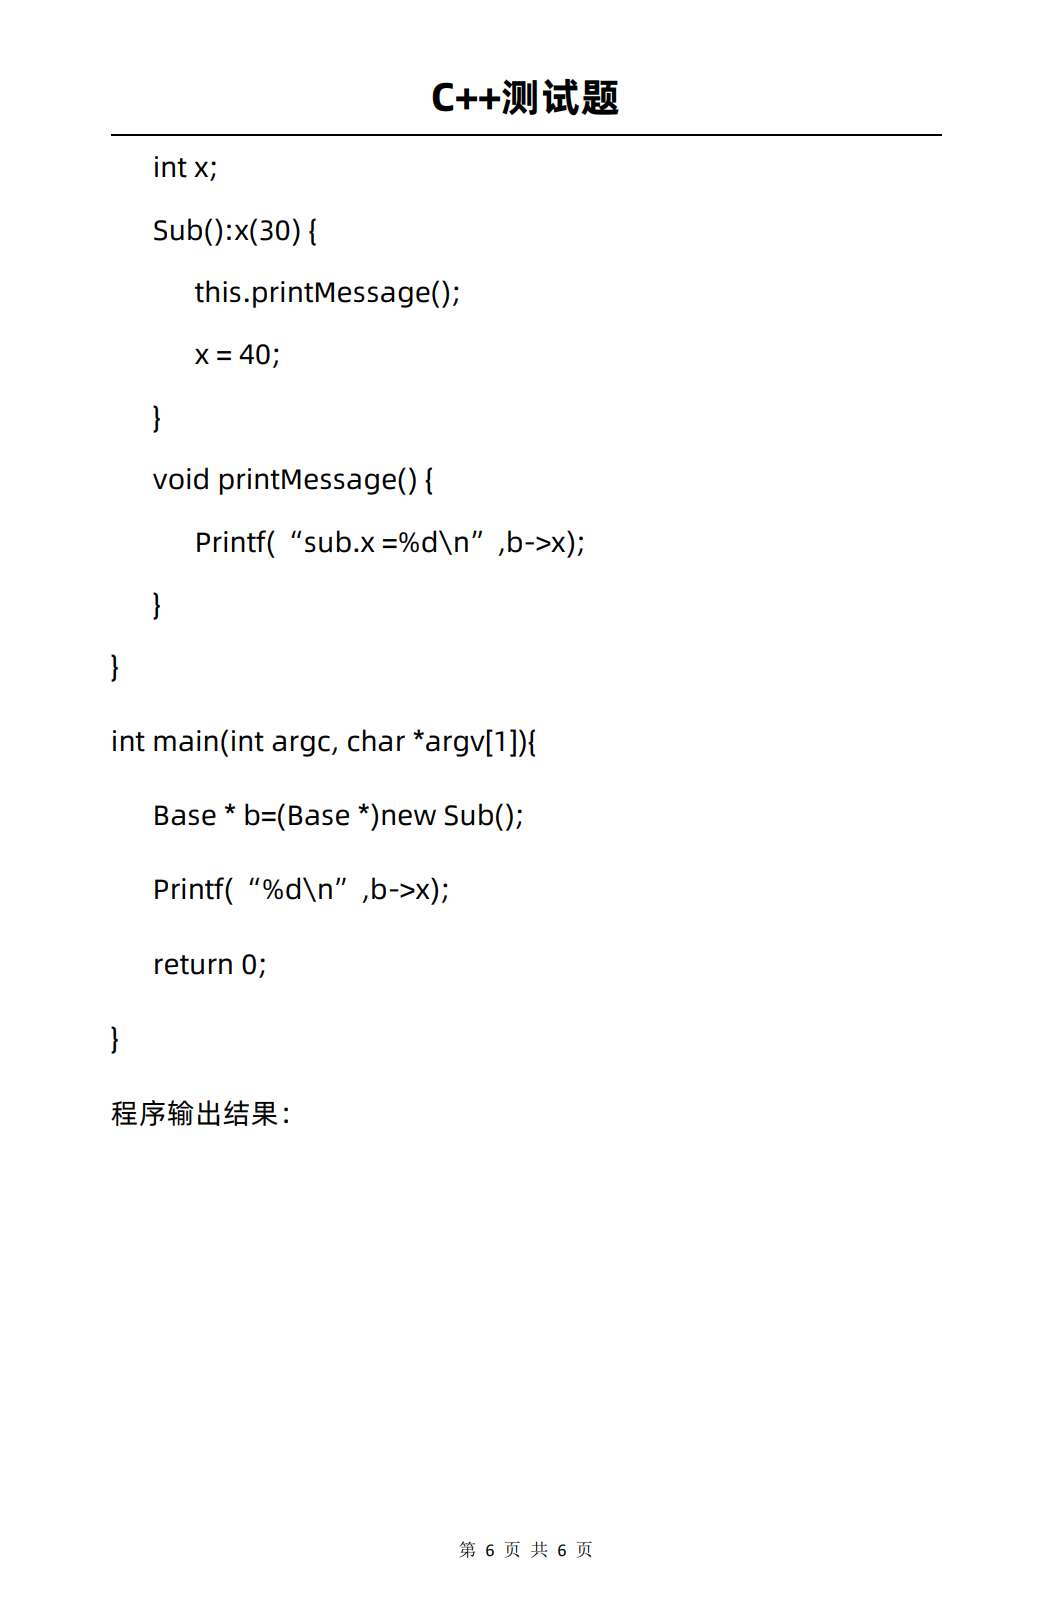 C++测试题
int x;
Sub():x(30) {
this.printMessage();
x = 40;
}
void printMessage() {
Printf(“sub.x =%d\n”,b->x);
}
}
int main(int argc, char *argv[1]){
Base * b=(Base *)new Sub();
Printf(“%d\n”,b->x);
return 0;
}
程序输出结果：
第 6 页 共 6 页